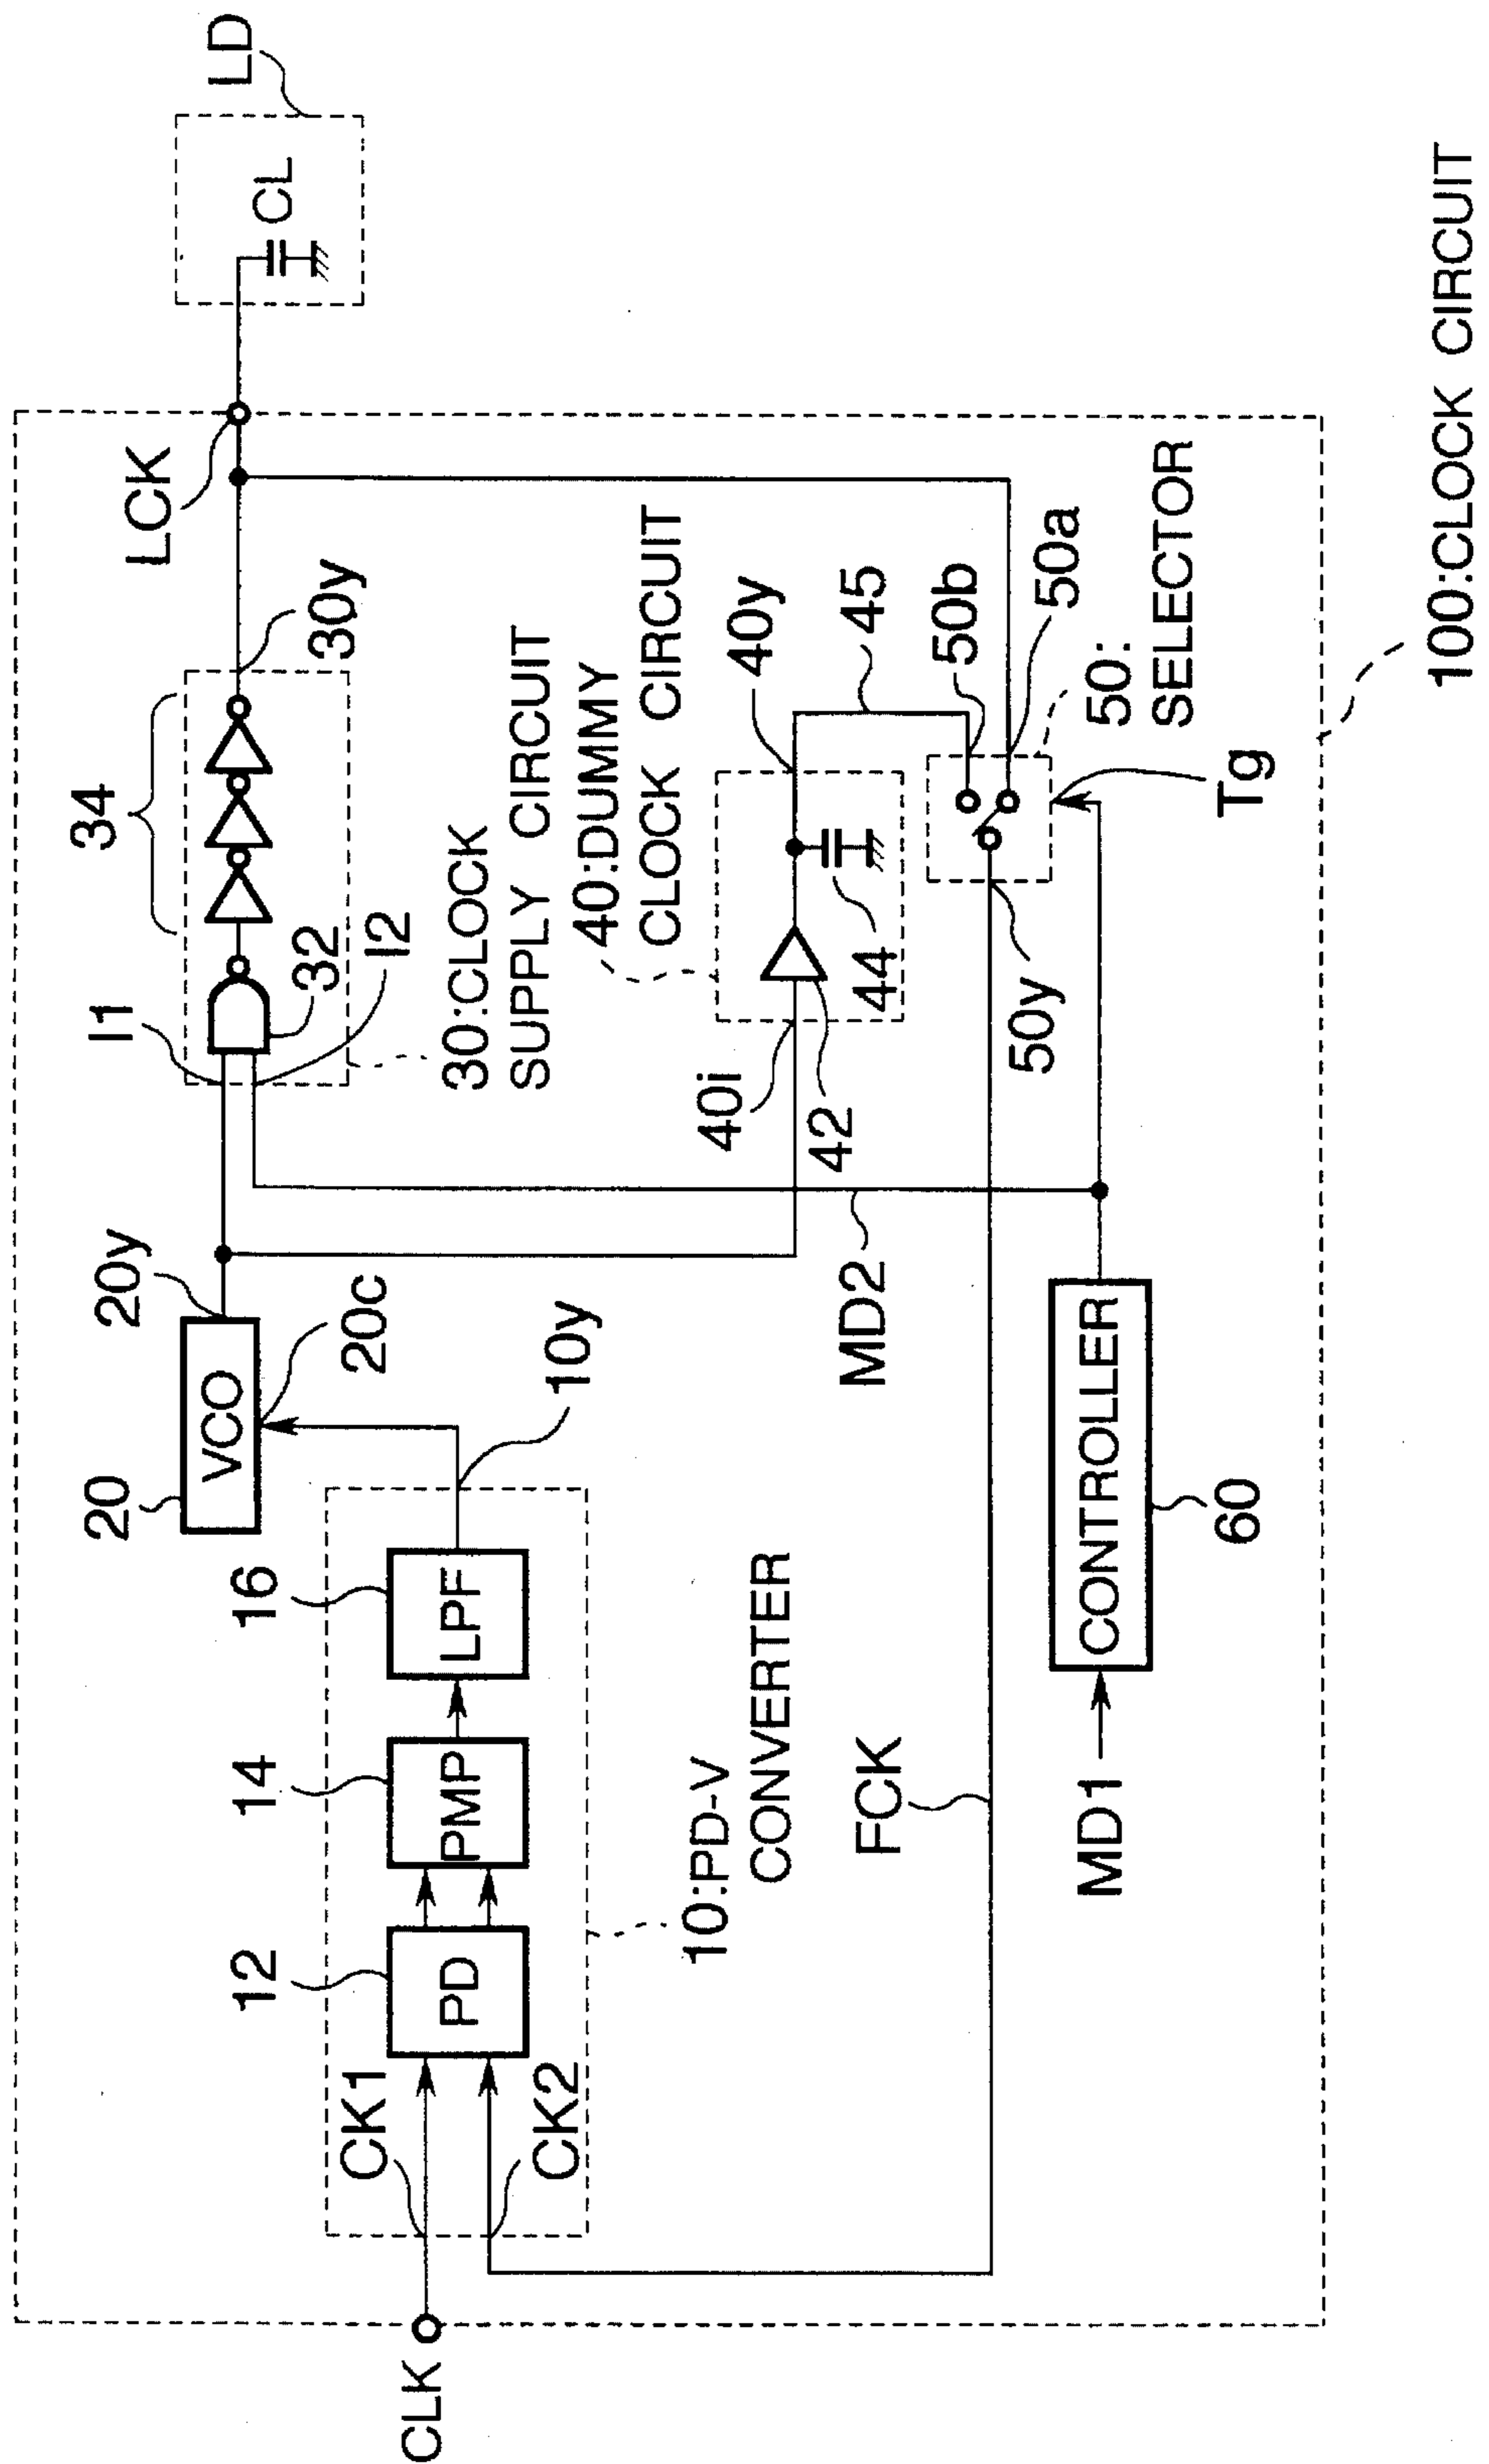 LD
CL
LCK
34
30y
I1
32
I2
30:CLOCK
SUPPLY CIRCUIT
40:DUMMY
CLOCK CIRCUIT
20y
20
VCO
20c
10y
40i
42
44
40y
45
50b
50a
50:
SELECTOR
50y
Tg
16
LPF
14
PMP
12
PD
CK1
CK2
10:PD-V
CONVERTER
CLK
FCK
MD2
MD1
CONTROLLER
60
100:CLOCK CIRCUIT